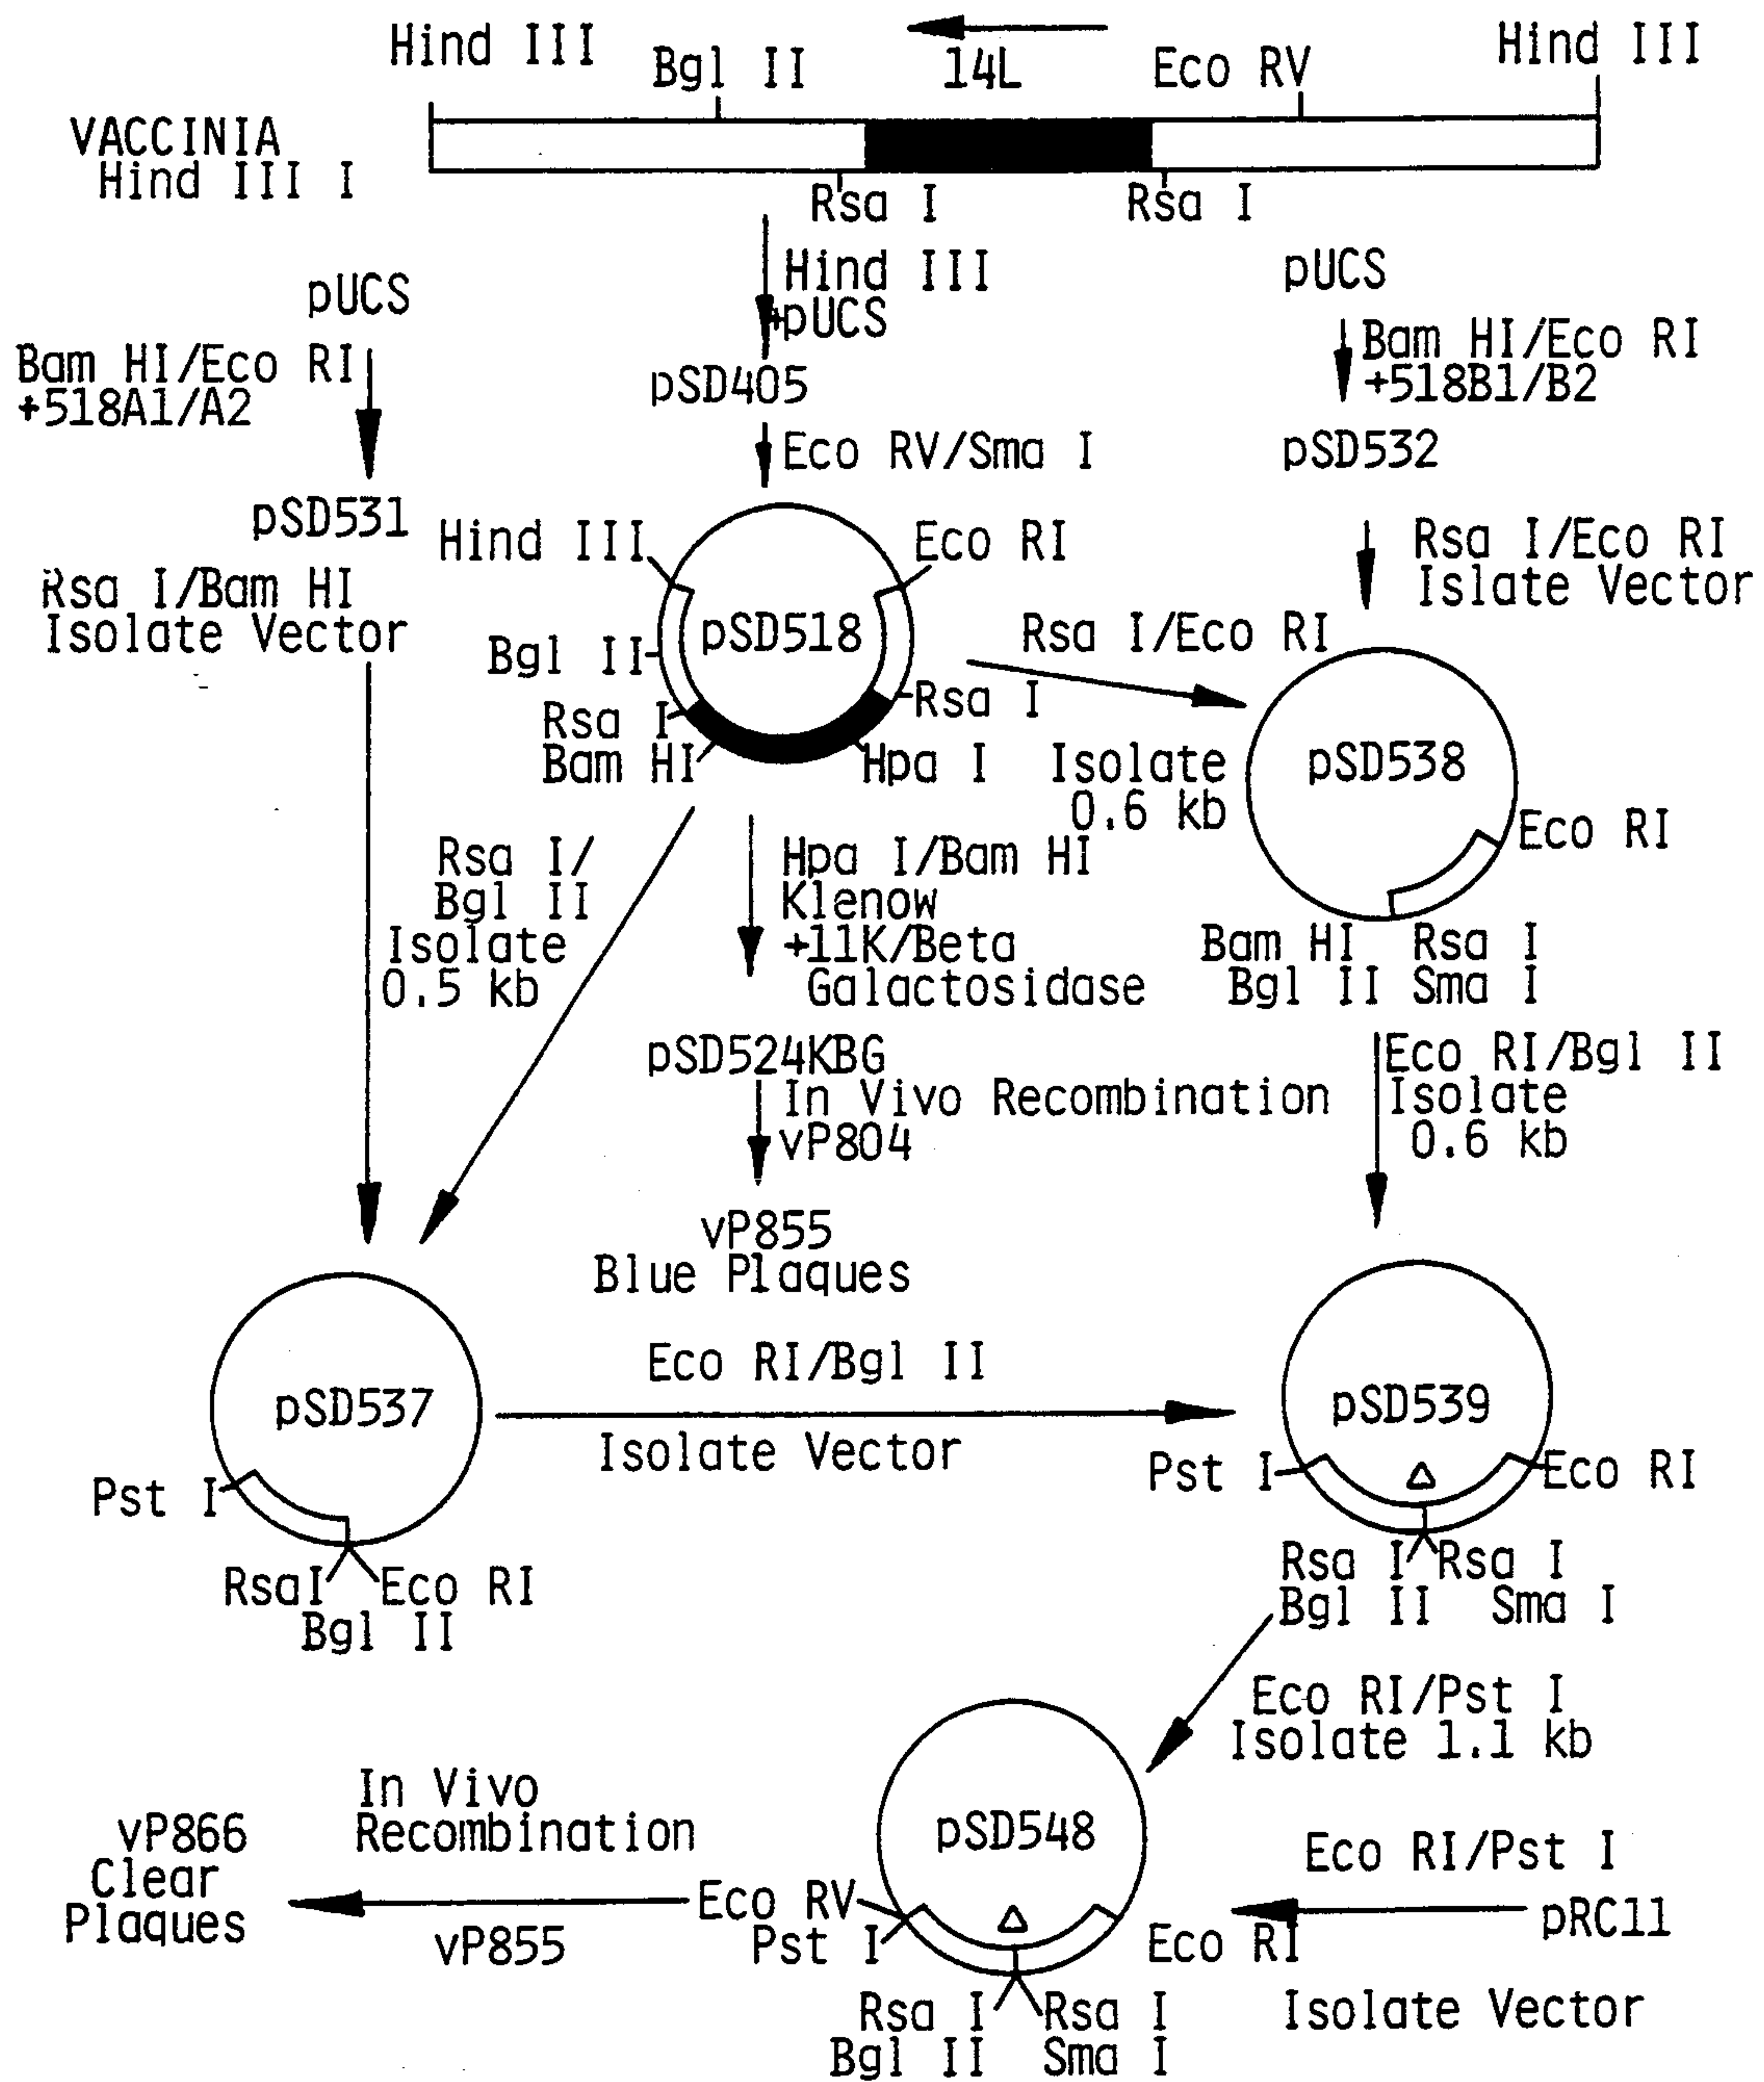 Hind III
Bgl II
14L
Eco RV
Hind III
VACCINIA
Hind III I
Rsa I
Rsa I
pUCS
Bam HI/Eco RI
+518A1/A2
pSD531
Rsa I/Bam HI
Isolate Vector
Hind III
+pUCS
pSD405
Eco RV/Sma I
pUCS
Bam HI/Eco RI
+518B1/B2
pSD532
Rsa I/Eco RI
Islate Vector
Hind III
Eco RI
pSD518
Bgl II
Rsa I
Bam HI
Rsa I
Hpa I
Rsa I/Eco RI
Isolate
0.6 kb
pSD538
Eco RI
Bam HI Rsa I
Bgl II Sma I
Rsa I/
Bgl II
Isolate
0.5 kb
Hpa I/Bam HI
Klenow
+11K/Beta
Galactosidase
pSD524KBG
In Vivo Recombination
vP804
vP855
Blue Plaques
Eco RI/Bgl II
Isolate
0.6 kb
pSD537
Pst I
RsaI
Eco RI
Bgl II
Eco RI/Bgl II
Isolate Vector
pSD539
Pst I
Δ
Eco RI
Rsa I
Rsa I
Bgl II
Sma I
Eco RI/Pst I
Isolate 1.1 kb
pSD548
Eco RV
Pst I
Δ
Eco RI
Rsa I
Rsa I
Bgl II
Sma I
Eco RI/Pst I
pRC11
Isolate Vector
In Vivo
Recombination
vP855
vP866
Clear
Plaques